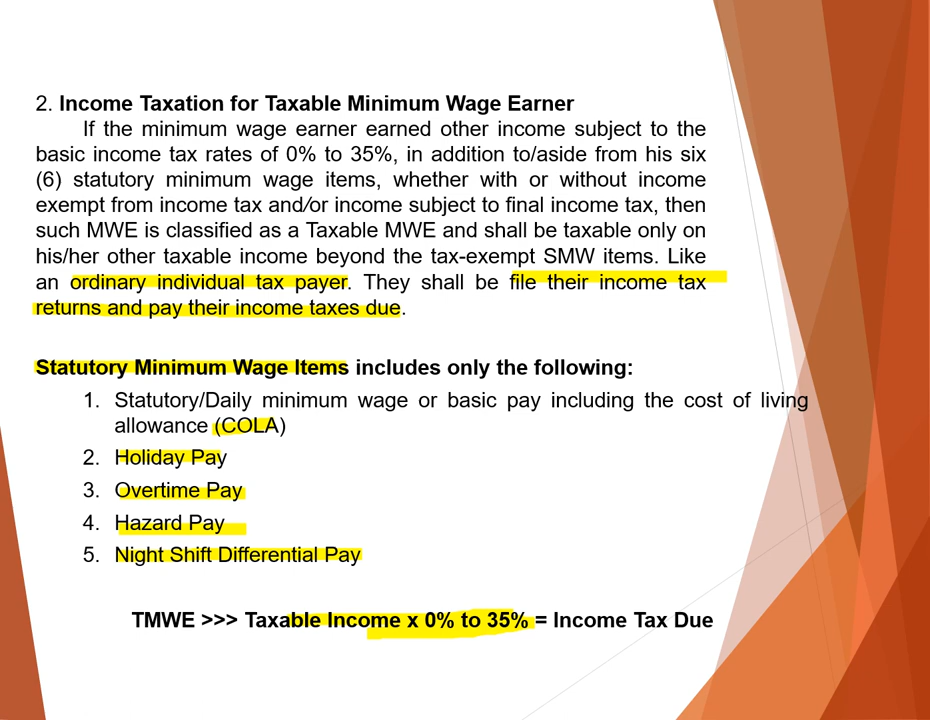 2. Income Taxation for Taxable Minimum Wage Earner
If the minimum wage earner earned other income subject to the
basic income tax rates of 0% to 35%, in addition to/aside from his six
(6) statutory minimum wage items, whether with or without income
exempt from income tax and/or income subject to final income tax, then
such MWE is classified as a Taxable MWE and shall be taxable only on
his/her other taxable income beyond the tax-exempt SMW items. Like
an ordinary individual tax payer. They shall be file their income tax
returns and pay their income taxes due.
Statutory Minimum Wage Items includes only the following:
1. Statutory/Daily minimum wage or basic pay including the cost of living
allowance (COLA)
2. Holiday Pay
3. Overtime Pay
4. Hazard Pay
5. Night Shift Differential Pay
TMWE >>> Taxable Income x 0% to 35% = Income Tax Due